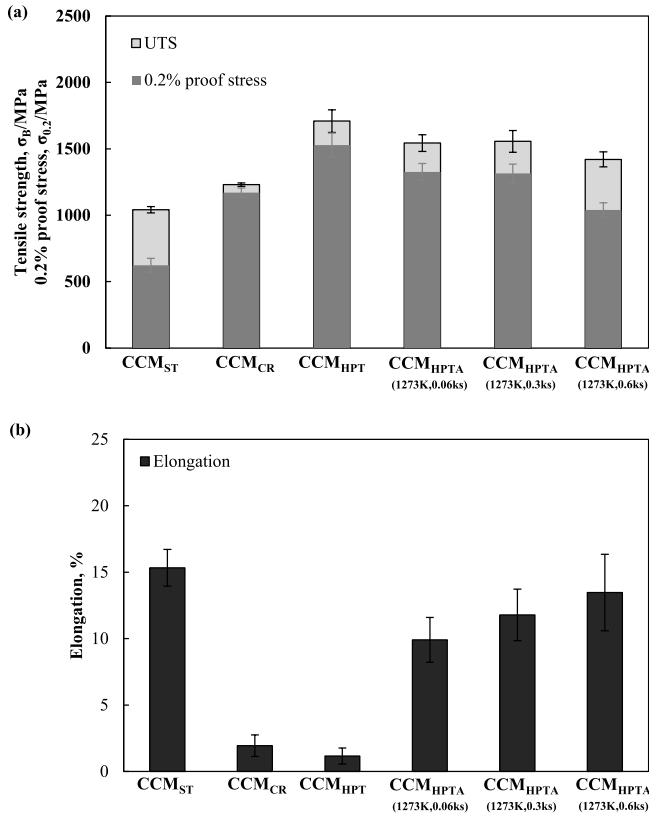 (a)
2500
2000
1500
1000
500
0
Tensile strength, σB/MPa
0.2% proof stress, σ0.2/MPa
UTS
0.2% proof stress
CCMST CCMCR CCMHPT CCMHPTA CCMHPTA CCMHPTA
(1273K,0.06ks) (1273K,0.3ks) (1273K,0.6ks)
(b)
25
20
15
10
5
0
Elongation, %
Elongation
CCMST CCMCR CCMHPT CCMHPTA CCMHPTA CCMHPTA
(1273K,0.06ks) (1273K,0.3ks) (1273K,0.6ks)